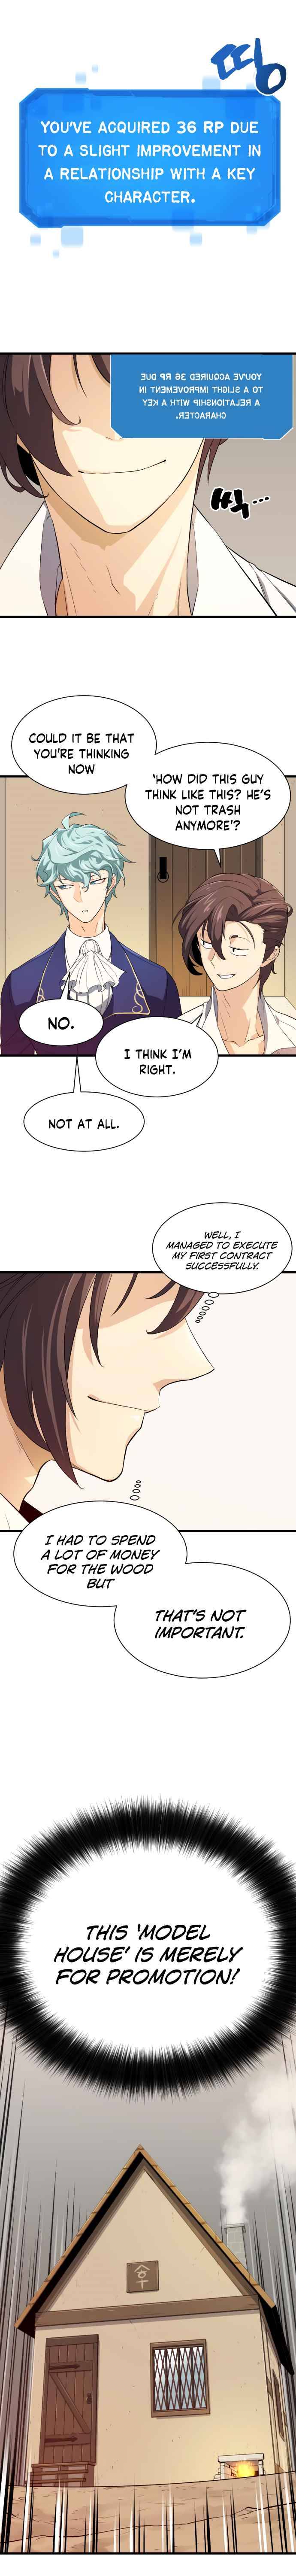 띵
YOU'VE ACQUIRED 36 RP DUE
TO A SLIGHT IMPROVEMENT IN
A RELATIONSHIP WITH A KEY
CHARACTER.
YOU'VE ACQUIRED 36 RP DUE
TO A SLIGHT IMPROVEMENT IN
A RELATIONSHIP WITH A KEY
CHARACTER.
COULD IT BE THAT
YOU'RE THINKING
NOW
'HOW DID THIS GUY
THINK LIKE THIS? HE'S
NOT TRASH
ANYMORE'?
NO.
I THINK I'M
RIGHT.
NOT AT ALL.
WELL, I
MANAGED TO EXECUTE
MY FIRST CONTRACT
SUCCESSFULLY.
I HAD TO SPEND
A LOT OF MONEY
FOR THE WOOD
BUT
THAT'S NOT
IMPORTANT.
THIS 'MODEL
HOUSE' IS MERELY
FOR PROMOTION!